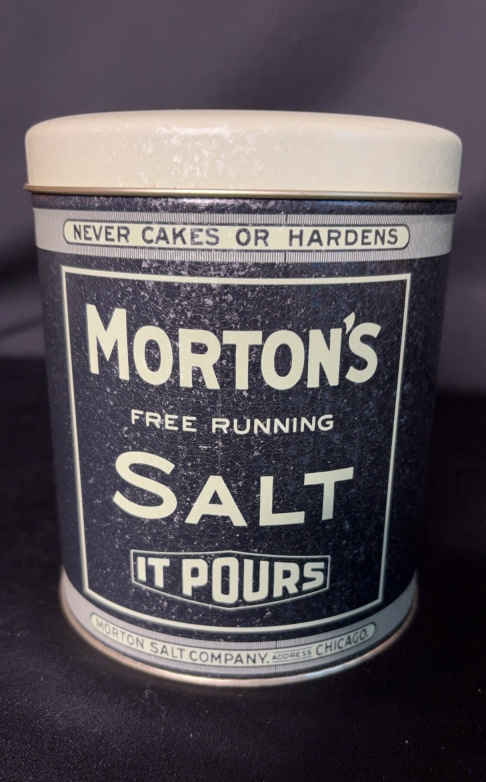 NEVER CAKES OR HARDENS
MORTON'S
FREE RUNNING
SALT
IT POURS
MORTON SALT COMPANY. ADDRESS CHICAGO.